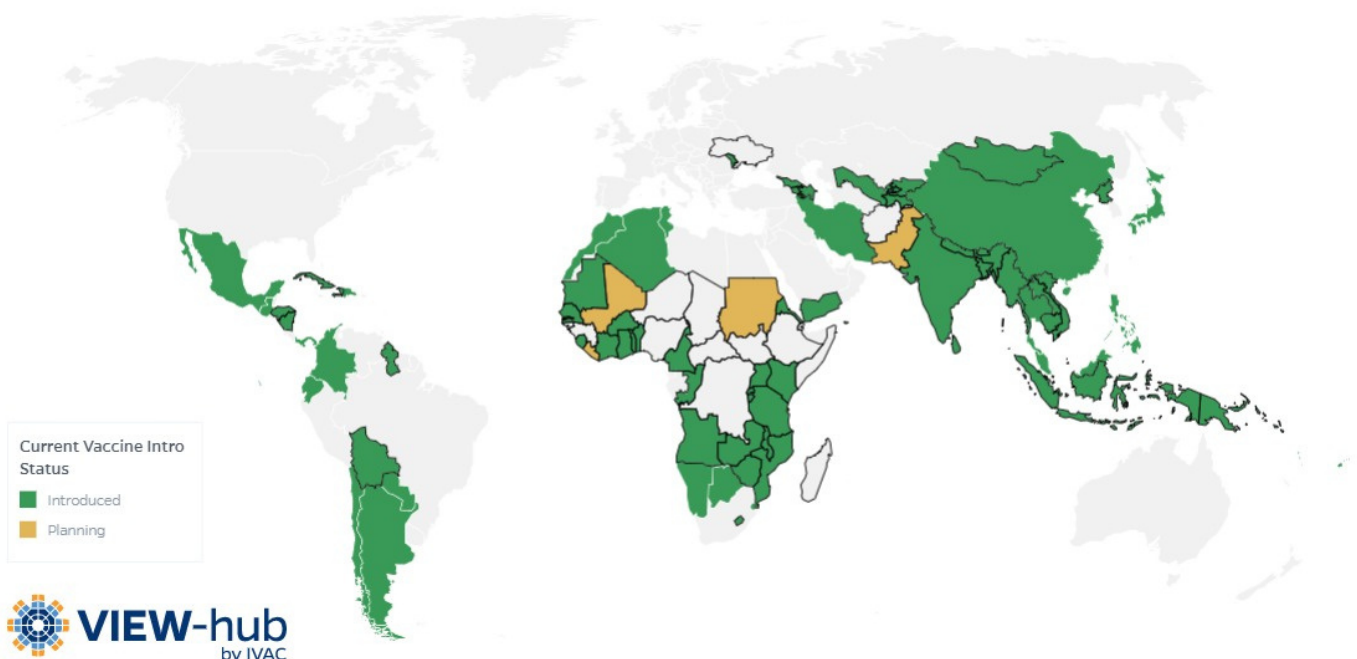 Current Vaccine Intro
Status
Introduced
Planning
VIEW-hub
by IVAC